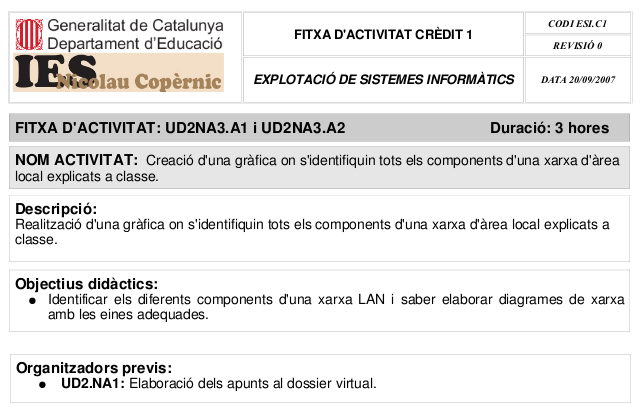 Generalitat de Catalunya
Departament d'Educació
IES
Nicolau Copèrnic
FITXA D'ACTIVITAT CRÈDIT 1
EXPLOTACIÓ DE SISTEMES INFORMÀTICS
CODI ESI.C1
REVISIÓ 0
DATA 20/09/2007
FITXA D'ACTIVITAT: UD2NA3.A1 i UD2NA3.A2 Duració: 3 hores
NOM ACTIVITAT: Creació d'una gràfica on s'identifiquin tots els components d'una xarxa d'àrea
local explicats a classe.
Descripció:
Realització d'una gràfica on s'identifiquin tots els components d'una xarxa d'àrea local explicats a
classe.
Objectius didàctics:
● Identificar els diferents components d'una xarxa LAN i saber elaborar diagrames de xarxa
amb les eines adequades.
Organitzadors previs:
● UD2.NA1: Elaboració dels apunts al dossier virtual.